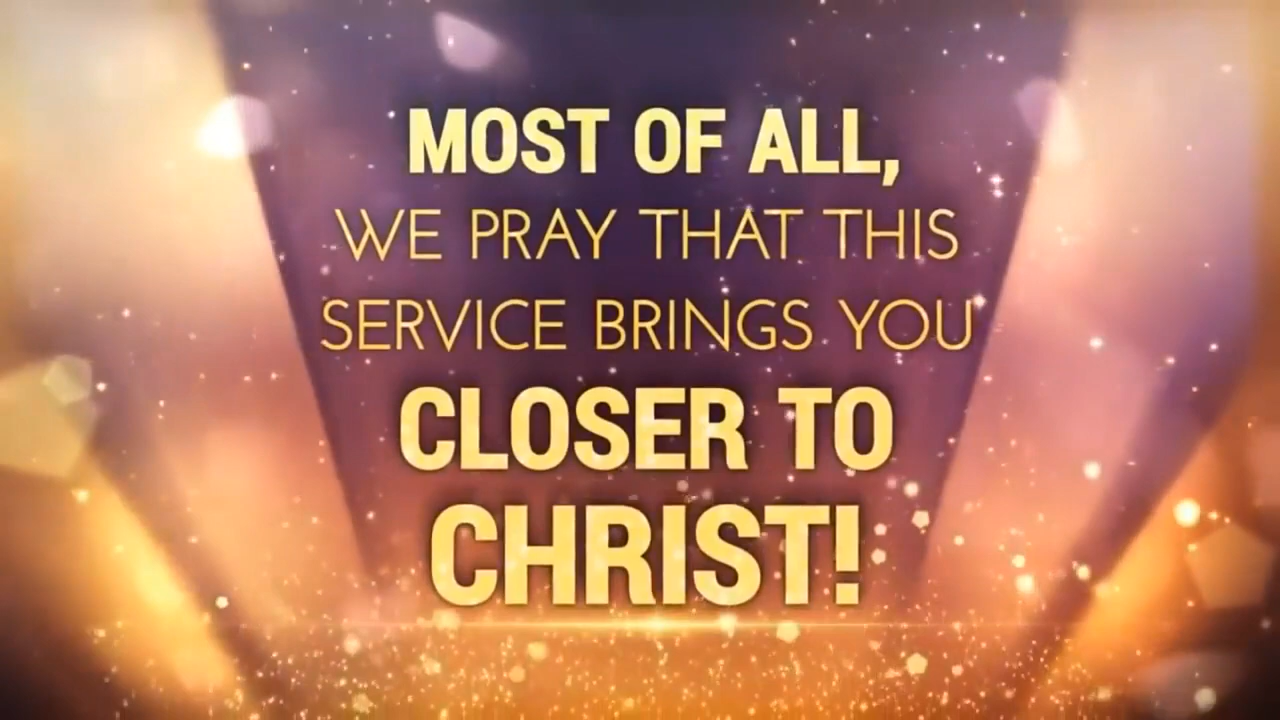 MOST OF ALL,
WE PRAY THAT THIS
SERVICE BRINGS YOU
CLOSER TO
CHRIST!